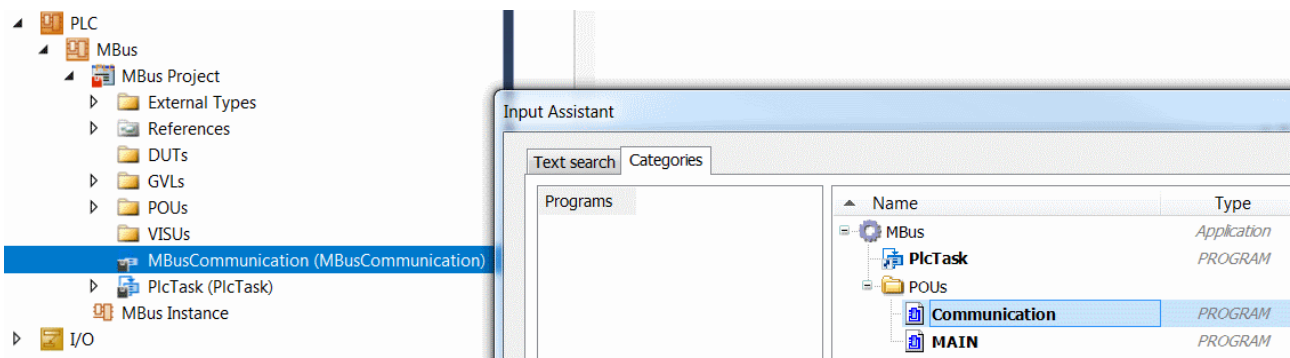 PLC
MBus
MBus Project
External Types
References
DUTs
GVLs
POUs
VISUs
MBusCommunication (MBusCommunication)
PlcTask (PlcTask)
MBus Instance
I/O
Input Assistant
Text search Categories
Programs
Name Type
MBus Application
PlcTask PROGRAM
POUs
Communication PROGRAM
MAIN PROGRAM